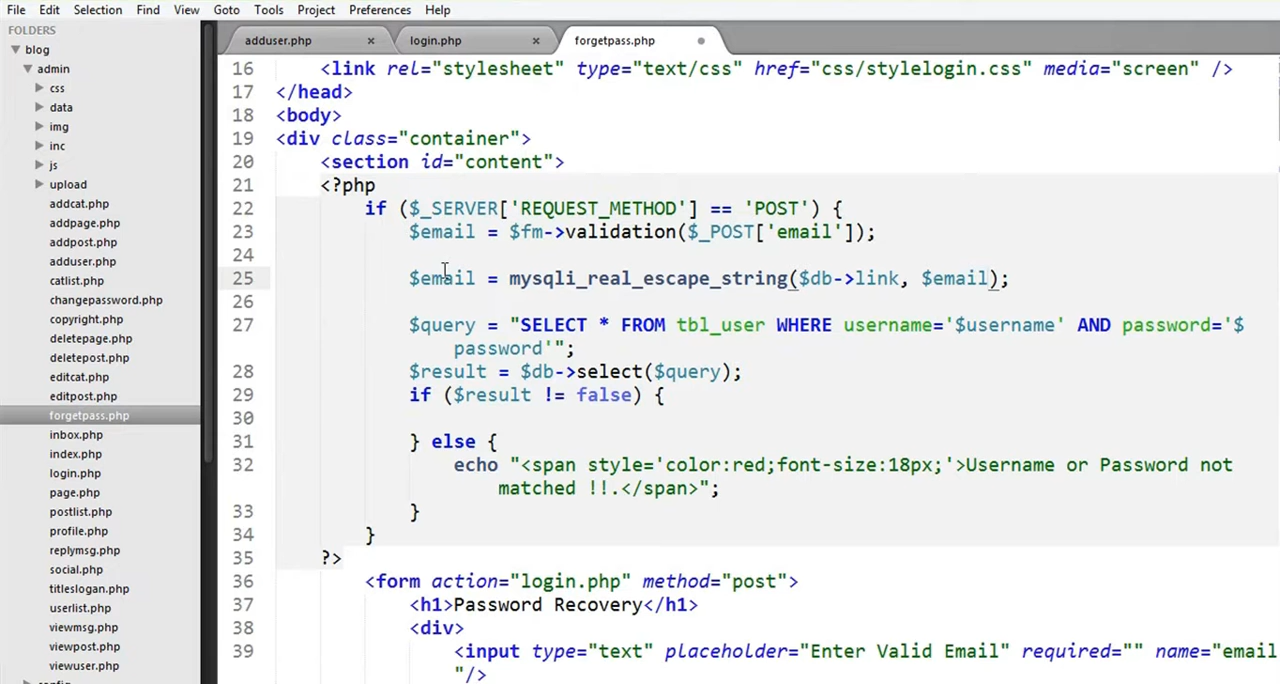 File Edit Selection Find View Goto Tools Project Preferences Help
FOLDERS
blog
admin
css
data
img
inc
js
upload
addcat.php
addpage.php
addpost.php
adduser.php
catlist.php
changepassword.php
copyright.php
deletepage.php
deletepost.php
editcat.php
editpost.php
forgetpass.php
inbox.php
index.php
login.php
page.php
postlist.php
profile.php
replymsg.php
social.php
titleslogan.php
userlist.php
viewmsg.php
viewpost.php
viewuser.php
config
adduser.php × login.php × forgetpass.php
16 <link rel="stylesheet" type="text/css" href="css/stylelogin.css" media="screen" />
17 </head>
18 <body>
19 <div class="container">
20 <section id="content">
21 <?php
22 if ($_SERVER['REQUEST_METHOD'] == 'POST') {
23 $email = $fm->validation($_POST['email']);
24
25 $email = mysqli_real_escape_string($db->link, $email);
26
27 $query = "SELECT * FROM tbl_user WHERE username='$username' AND password='$
password'";
28 $result = $db->select($query);
29 if ($result != false) {
30
31 } else {
32 echo "<span style='color:red;font-size:18px;'>Username or Password not
matched !!.</span>";
33 }
34 }
35 ?>
36 <form action="login.php" method="post">
37 <h1>Password Recovery</h1>
38 <div>
39 <input type="text" placeholder="Enter Valid Email" required="" name="email
"/>